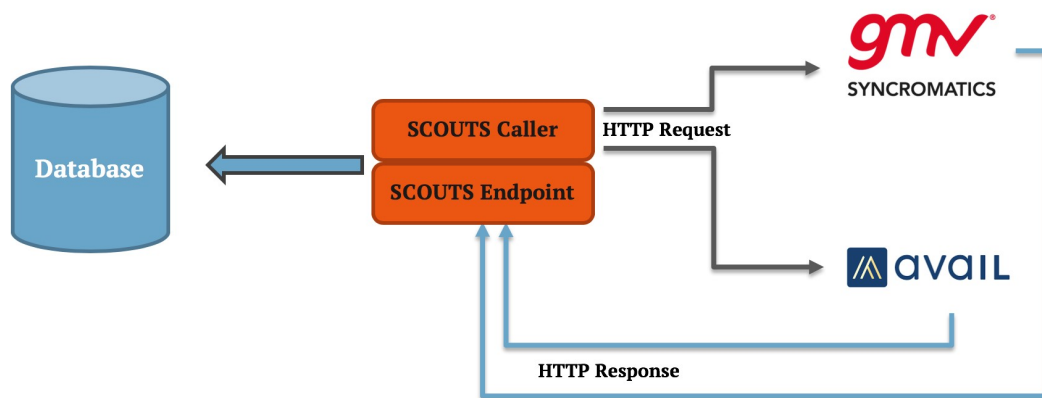 gmv®
SYNCROMATICS
SCOUTS Caller
HTTP Request
Database
SCOUTS Endpoint
avaIL
HTTP Response